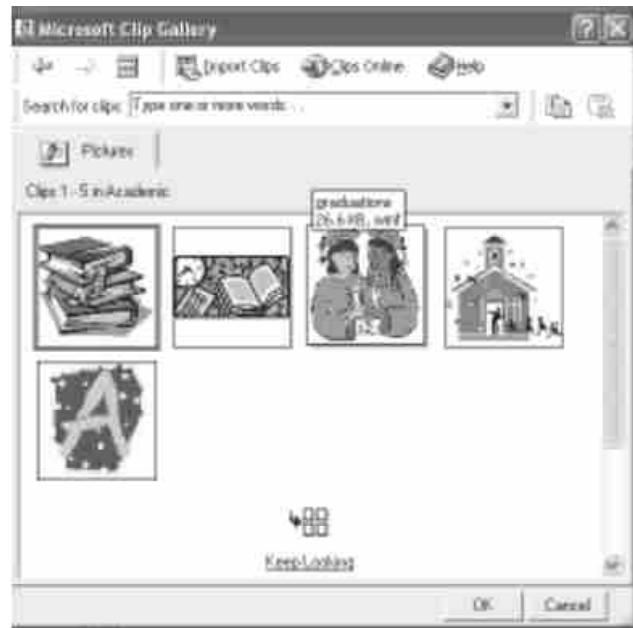 Microsoft Clip Gallery
Import Clips Clips Online Help
Search for clips: Type one or more words . . .
Pictures
Clips 1 - 5 in Academic
graduations
26.6 KB, wmf
A
Keep Looking
OK Cancel